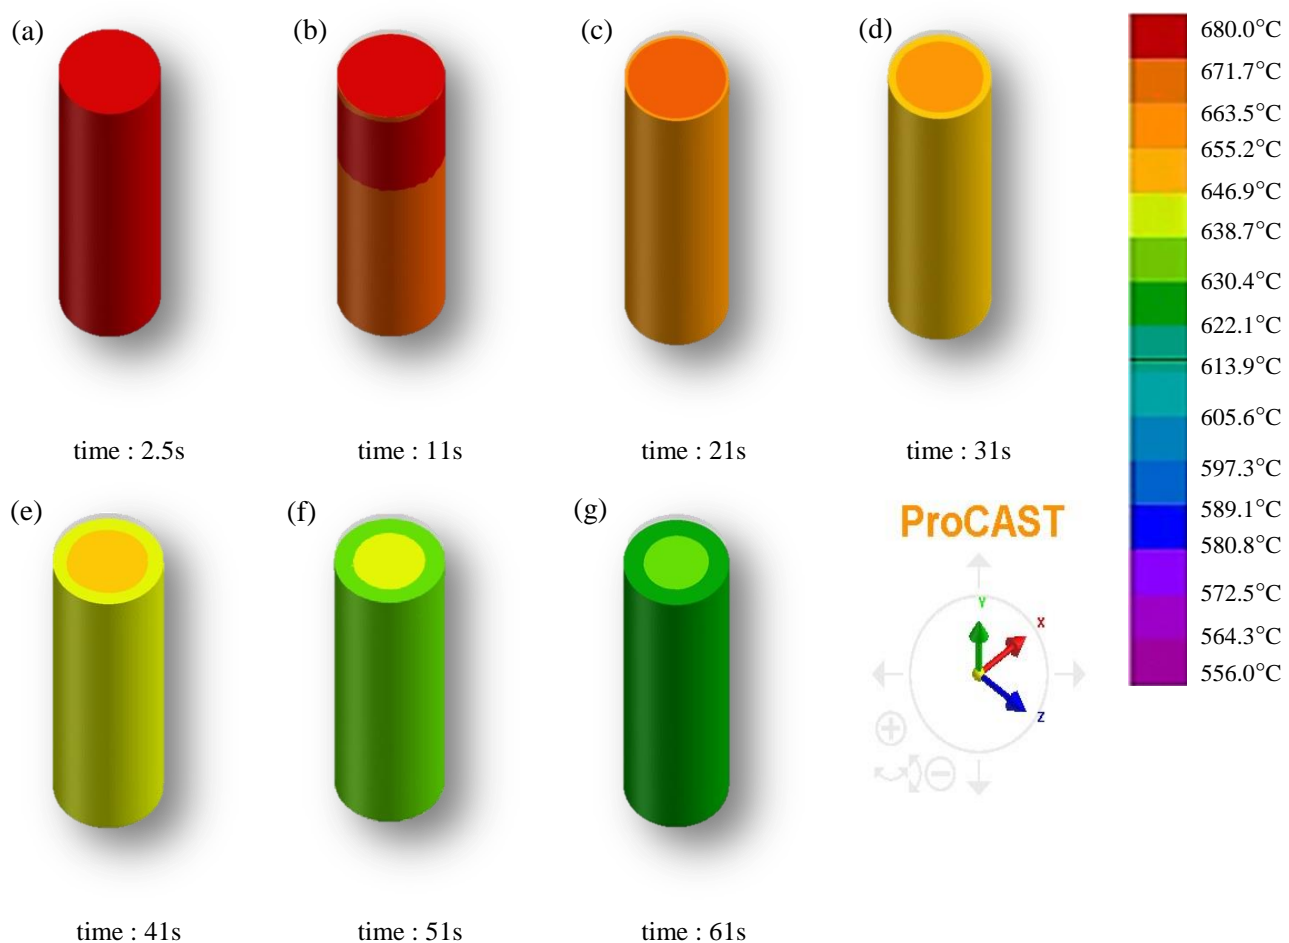 (a)
(b)
(c)
(d)
time : 2.5s
time : 11s
time : 21s
time : 31s
(e)
(f)
(g)
time : 41s
time : 51s
time : 61s
ProCAST
Y
X
Z
680.0°C
671.7°C
663.5°C
655.2°C
646.9°C
638.7°C
630.4°C
622.1°C
613.9°C
605.6°C
597.3°C
589.1°C
580.8°C
572.5°C
564.3°C
556.0°C